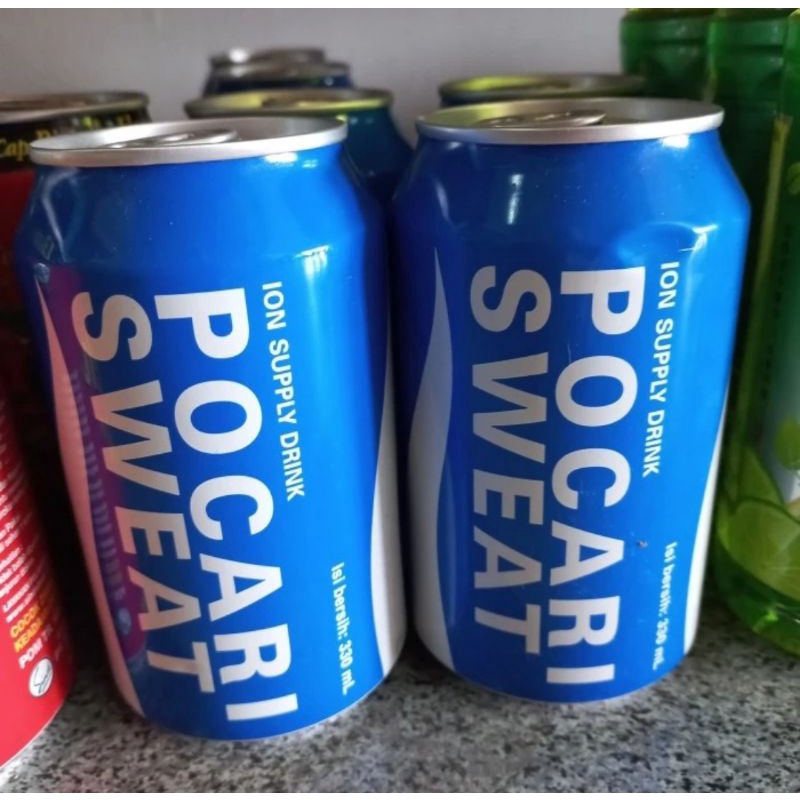 POCARI
SWEAT
ION SUPPLY DRINK
Isi bersih: 330 mL
POCARI
SWEAT
ION SUPPLY DRINK
Isi bersih: 330 mL